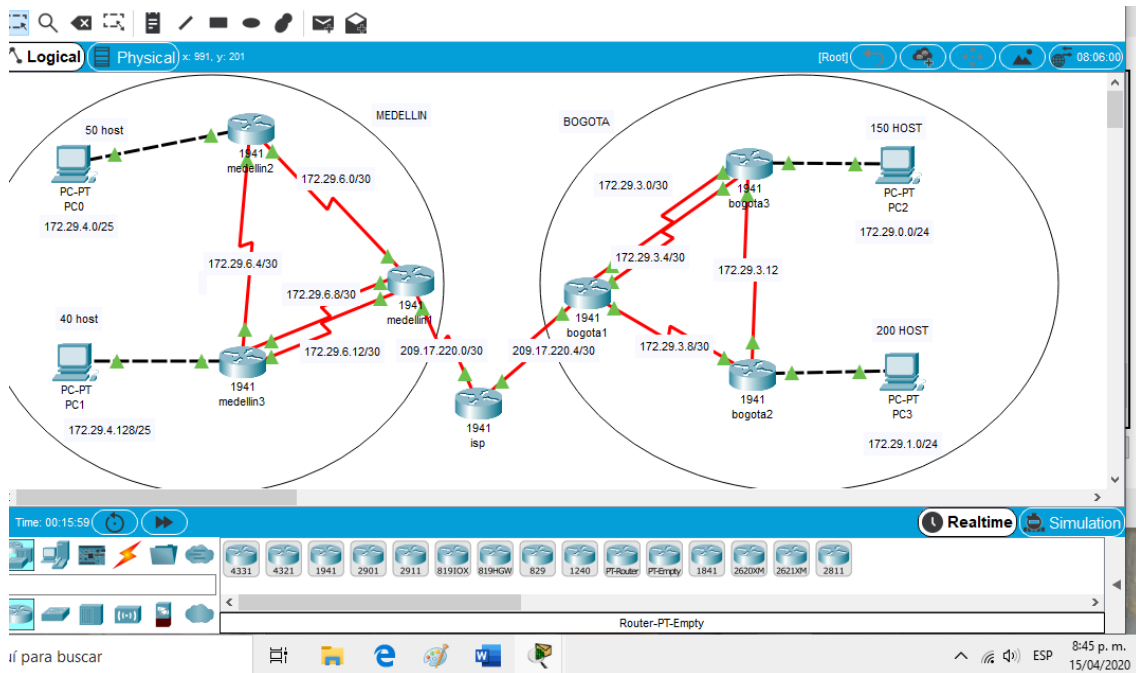 Logical
Physical
x: 991, y: 201
[Root]
08:06:00
MEDELLIN
BOGOTA
50 host
150 HOST
1941
medellin2
PC-PT
PC0
172.29.6.0/30
172.29.3.0/30
1941
bogota3
PC-PT
PC2
172.29.4.0/25
172.29.0.0/24
172.29.6.4/30
172.29.3.4/30
172.29.3.12
172.29.6.8/30
1941
medellin1
1941
bogota1
40 host
200 HOST
172.29.6.12/30
209.17.220.0/30
209.17.220.4/30
172.29.3.8/30
PC-PT
PC1
1941
medellin3
1941
isp
1941
bogota2
PC-PT
PC3
172.29.4.128/25
172.29.1.0/24
Time: 00:15:59
Realtime
Simulation
4331
4321
1941
2901
2911
819IOX
819HGW
829
1240
PT-Router
PT-Empty
1841
2620XM
2621XM
2811
Router-PT-Empty
uí para buscar
ESP
8:45 p. m.
15/04/2020